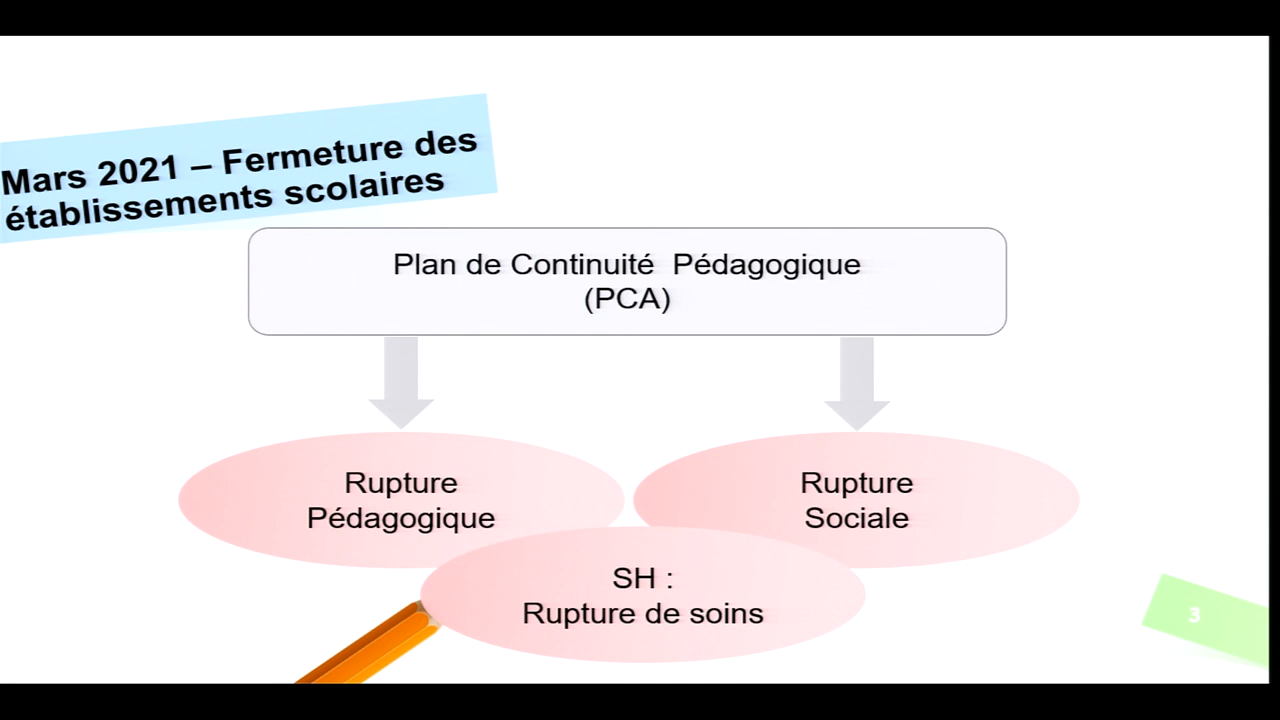 Mars 2021 – Fermeture des
établissements scolaires
Plan de Continuité Pédagogique
(PCA)
Rupture
Pédagogique
Rupture
Sociale
SH :
Rupture de soins
3